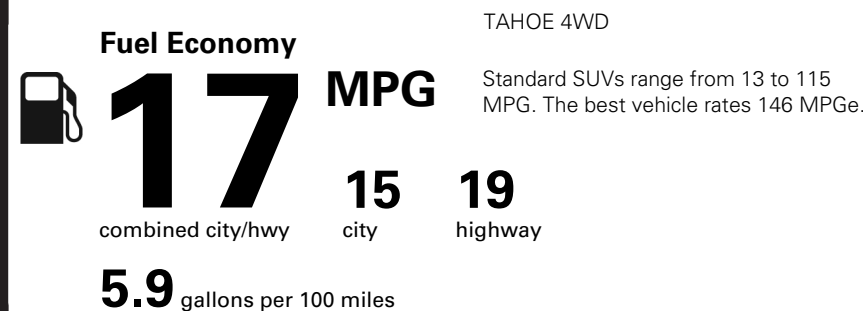 TAHOE 4WD
Fuel Economy
17 MPG
Standard SUVs range from 13 to 115
MPG. The best vehicle rates 146 MPGe.
15 19
combined city/hwy city highway
5.9 gallons per 100 miles